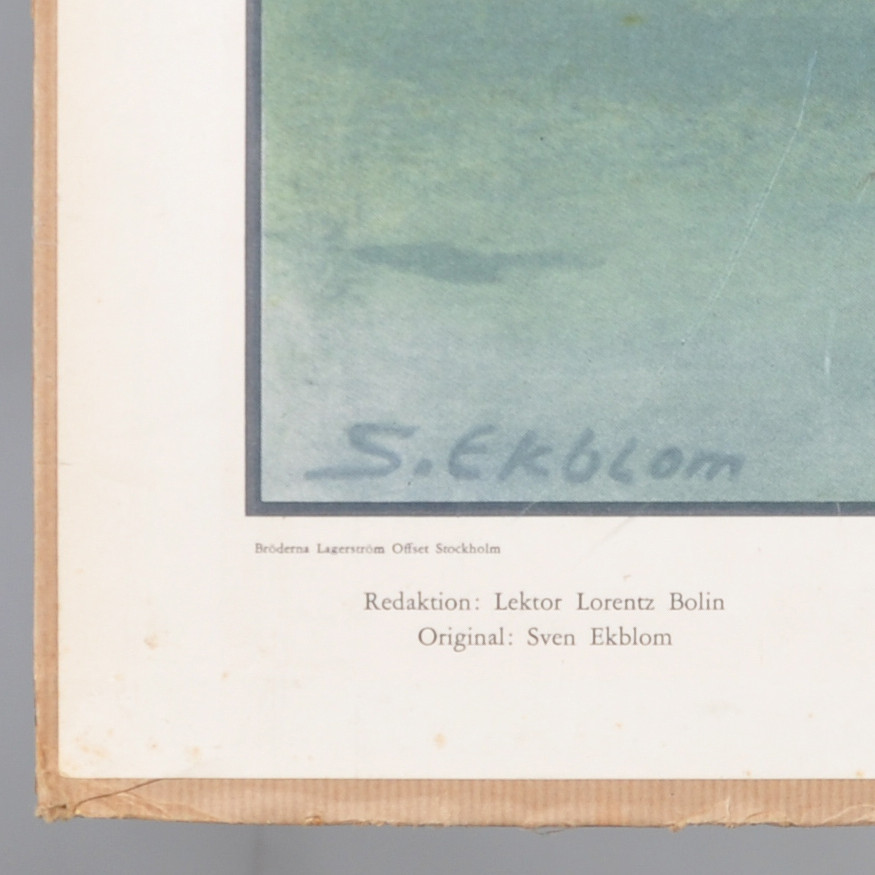 S. Ekblom
Bröderna Lagerström Offset Stockholm
Redaktion: Lektor Lorentz Bolin
Original: Sven Ekblom